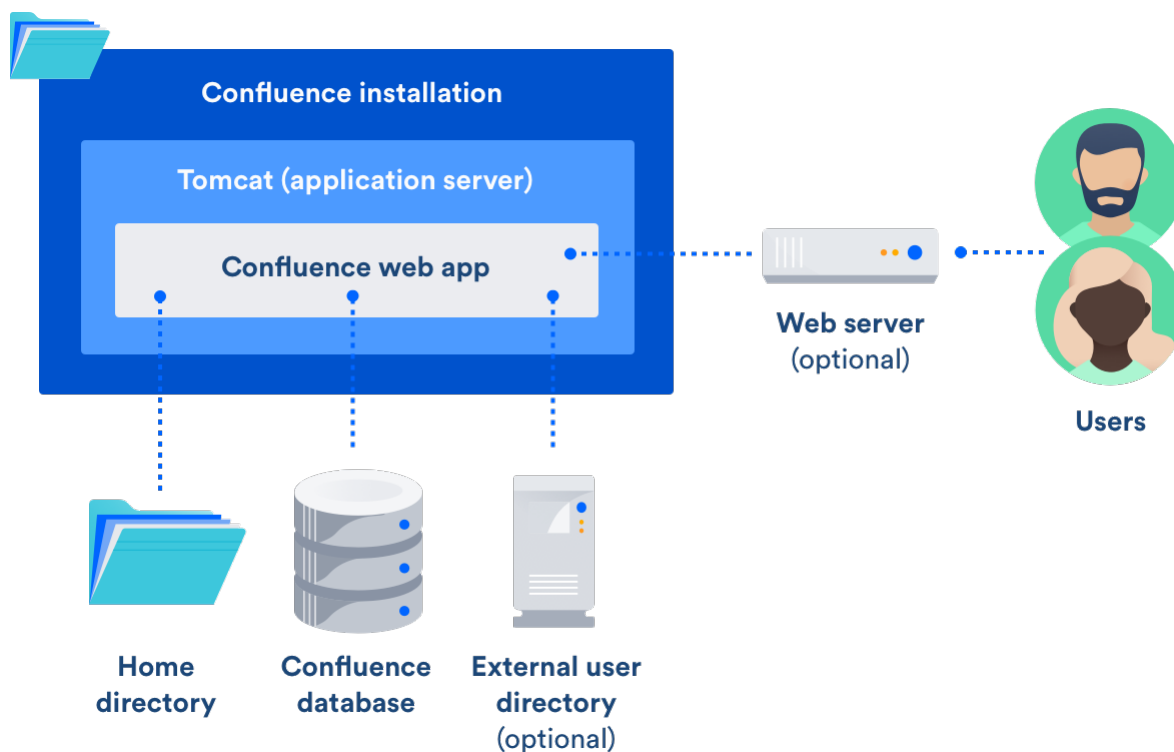 Confluence installation
Tomcat (application server)
Confluence web app
Web server
(optional)
Users
Home
directory
Confluence
database
External user
directory
(optional)